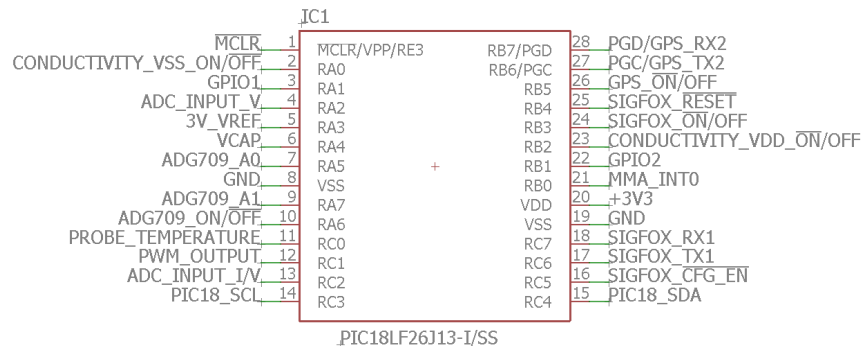 IC1
MCLR 1 MCLR/VPP/RE3 RB7/PGD 28 PGD/GPS_RX2
CONDUCTIVITY_VSS_ON/OFF 2 RA0 RB6/PGC 27 PGC/GPS_TX2
GPIO1 3 RA1 RB5 26 GPS_ON/OFF
ADC_INPUT_V 4 RA2 RB4 25 SIGFOX_RESET
3V_VREF 5 RA3 RB3 24 SIGFOX_ON/OFF
VCAP 6 RA4 RB2 23 CONDUCTIVITY_VDD_ON/OFF
ADG709_A0 7 RA5 RB1 22 GPIO2
GND 8 VSS RB0 21 MMA_INT0
ADG709_A1 9 RA7 VDD 20 +3V3
ADG709_ON/OFF 10 RA6 VSS 19 GND
PROBE_TEMPERATURE 11 RC0 RC7 18 SIGFOX_RX1
PWM_OUTPUT 12 RC1 RC6 17 SIGFOX_TX1
ADC_INPUT_I/V 13 RC2 RC5 16 SIGFOX_CFG_EN
PIC18_SCL 14 RC3 RC4 15 PIC18_SDA
PIC18LF26J13-I/SS